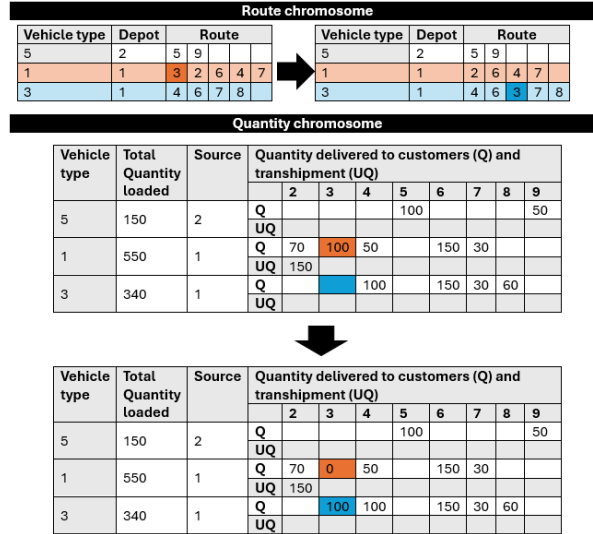 Route chromosome
Vehicle type Depot Route Vehicle type Depot Route
5 2 5 9 5 2 5 9
1 1 3 2 6 4 7 1 1 2 6 4 7
3 1 4 6 7 8 3 1 4 6 3 7 8
Quantity chromosome
Vehicle Total Source Quantity delivered to customers (Q) and
type Quantity transhipment (UQ)
loaded 2 3 4 5 6 7 8 9
5 150 2 Q 100 50
UQ
1 550 1 Q 70 100 50 150 30
UQ 150
3 340 1 Q 100 150 30 60
UQ
Vehicle Total Source Quantity delivered to customers (Q) and
type Quantity transhipment (UQ)
loaded 2 3 4 5 6 7 8 9
5 150 2 Q 100 50
UQ
1 550 1 Q 70 0 50 150 30
UQ 150
3 340 1 Q 100 100 150 30 60
UQ